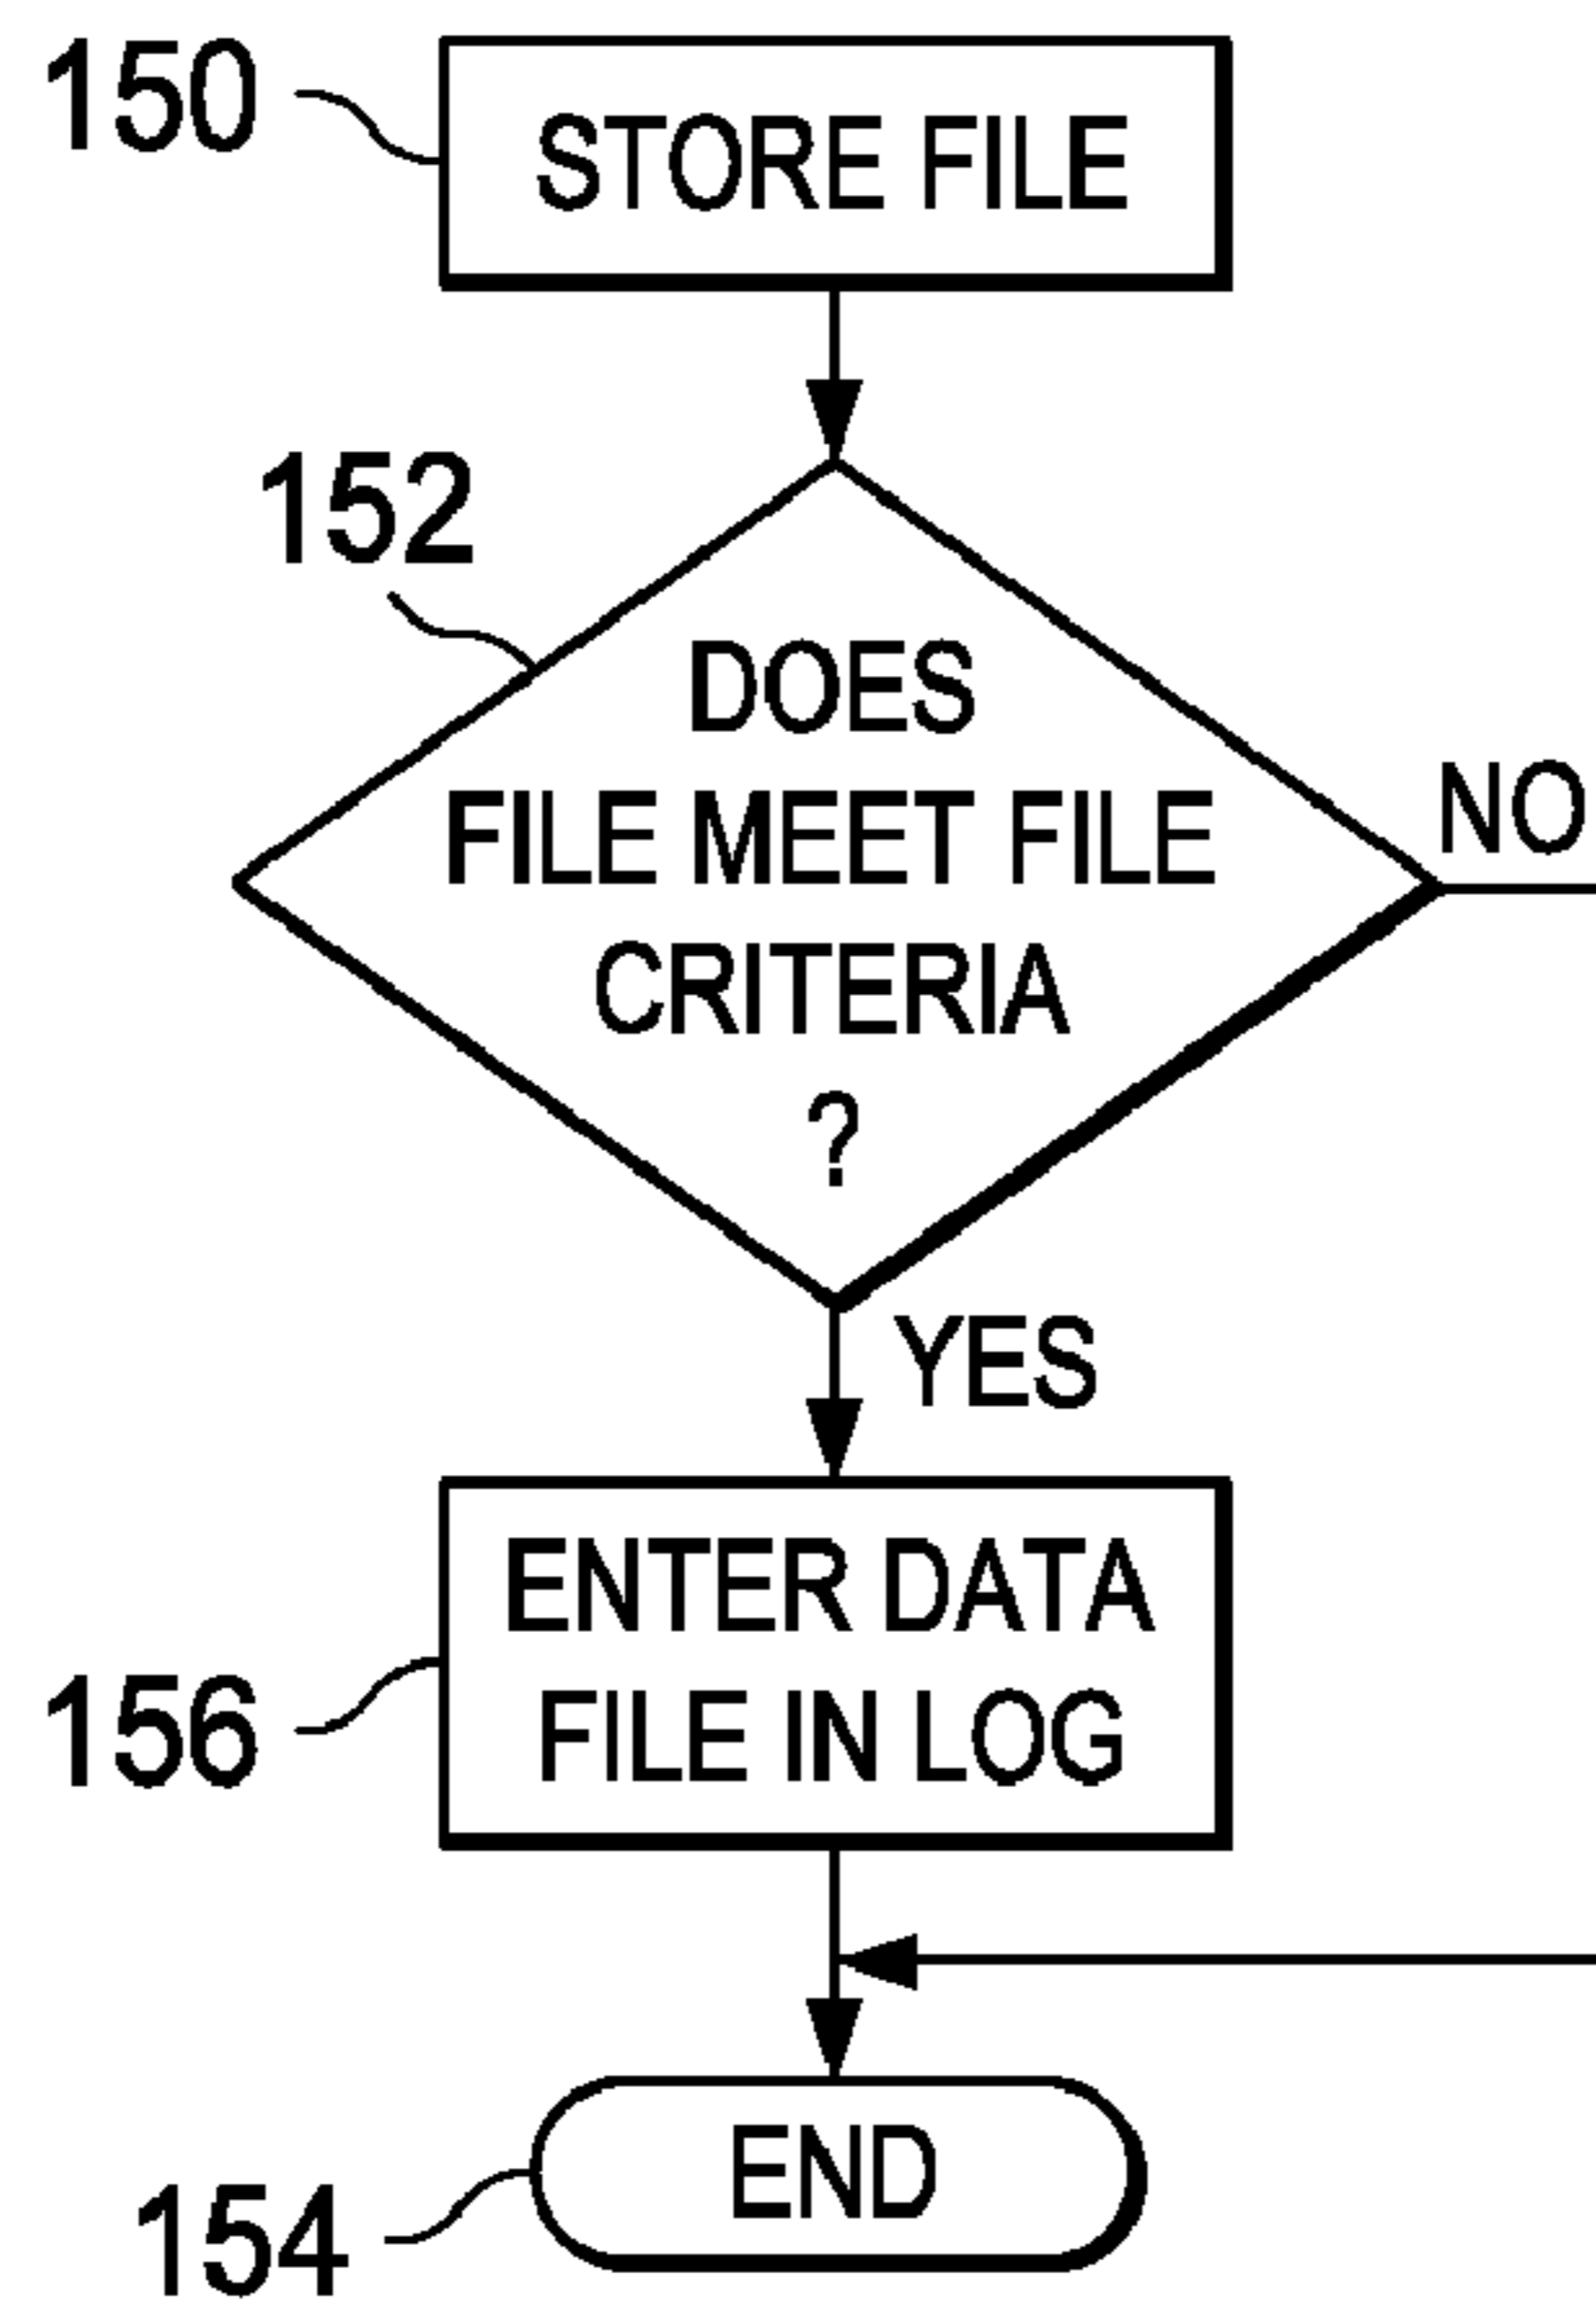 150
STORE FILE
152
DOES
FILE MEET FILE
CRITERIA
?
NO
YES
ENTER DATA
FILE IN LOG
156
END
154